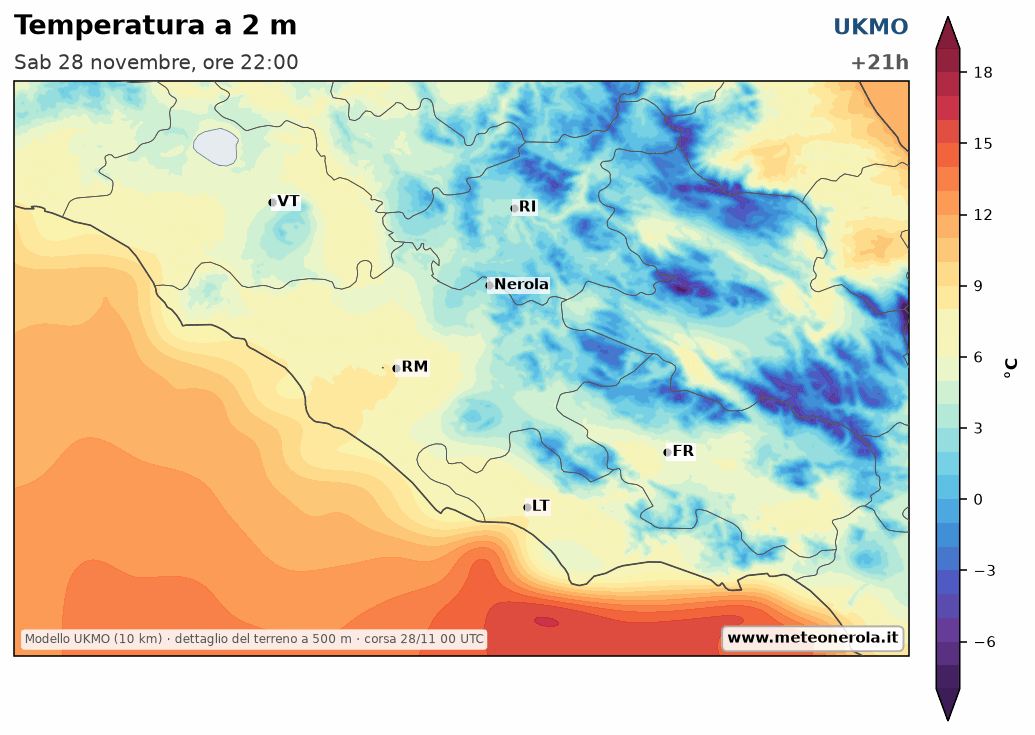 Temperatura a 2 m
UKMO
Sab 28 novembre, ore 22:00
+21h
18
15
12
9
6
3
0
−3
−6
°C
VT
RI
Nerola
RM
FR
LT
Modello UKMO (10 km) · dettaglio del terreno a 500 m · corsa 28/11 00 UTC
www.meteonerola.it